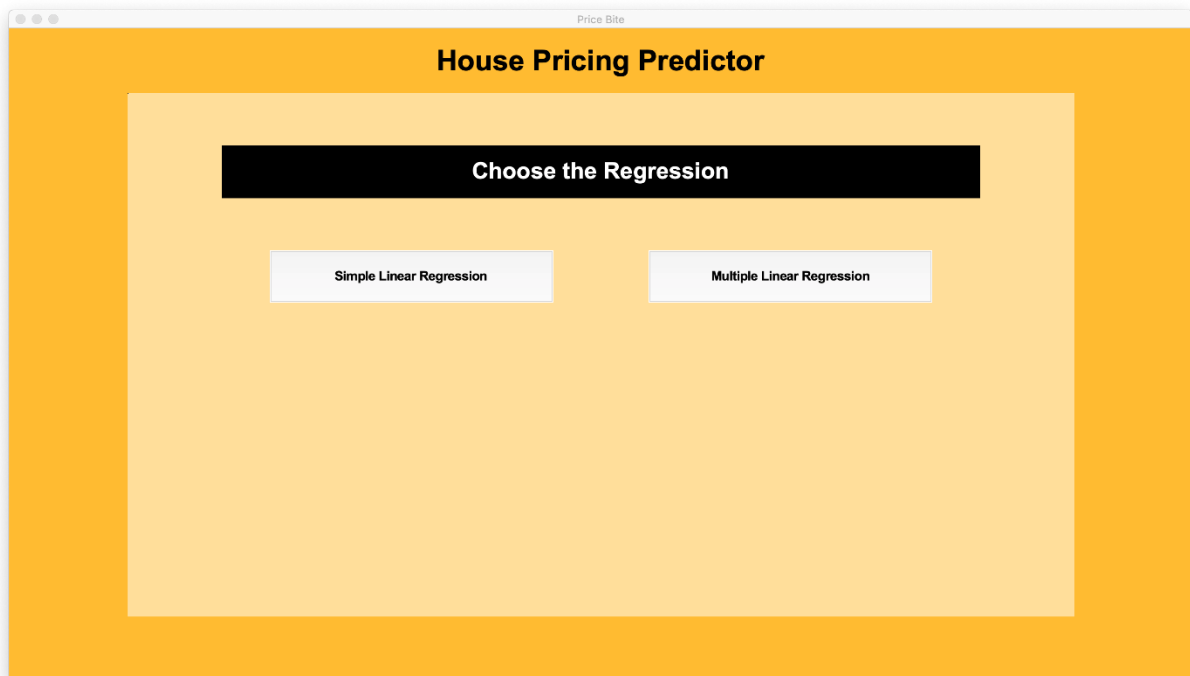 Price Bite
House Pricing Predictor
Choose the Regression
Simple Linear Regression
Multiple Linear Regression